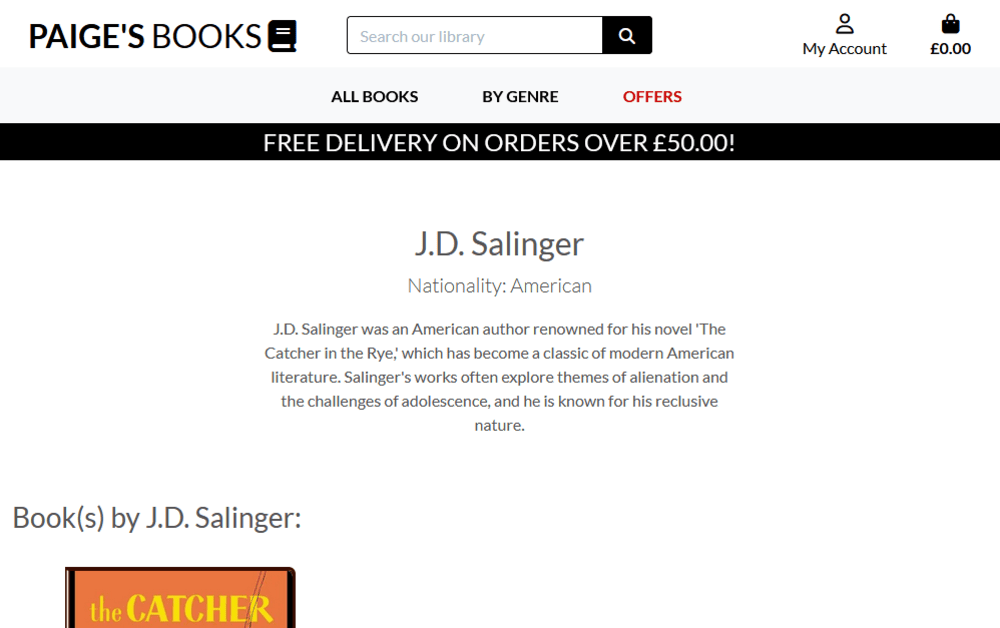 PAIGE'S BOOKS
Search our library
My Account
£0.00
ALL BOOKS
BY GENRE
OFFERS
FREE DELIVERY ON ORDERS OVER £50.00!
J.D. Salinger
Nationality: American
J.D. Salinger was an American author renowned for his novel 'The
Catcher in the Rye,' which has become a classic of modern American
literature. Salinger's works often explore themes of alienation and
the challenges of adolescence, and he is known for his reclusive
nature.
Book(s) by J.D. Salinger:
the CATCHER